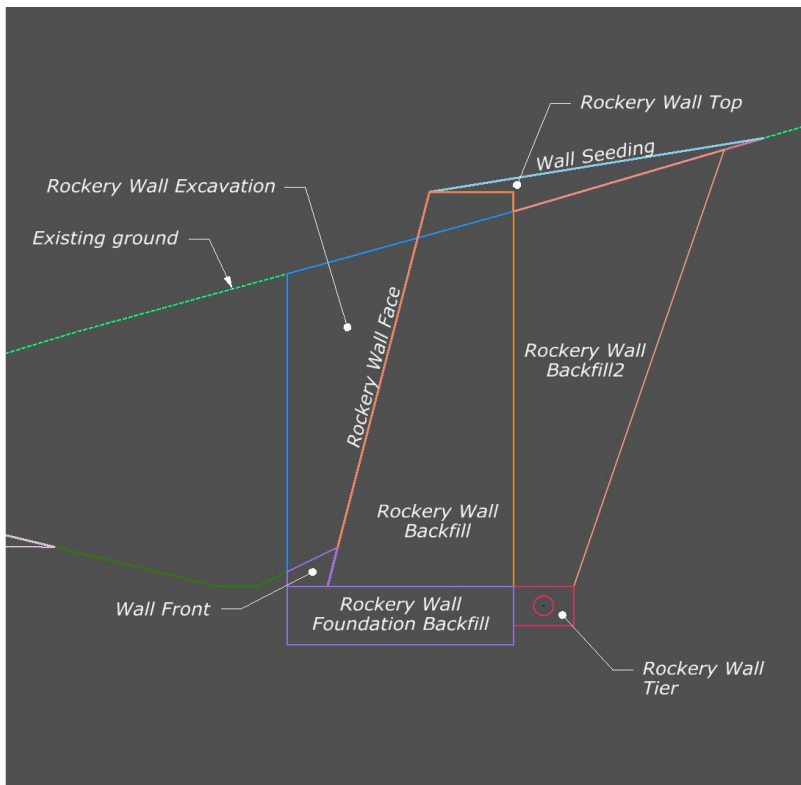 Rockery Wall Top
Wall Seeding
Rockery Wall Excavation
Existing ground
Rockery Wall Face
Rockery Wall
Backfill2
Rockery Wall
Backfill
Wall Front
Rockery Wall
Foundation Backfill
Rockery Wall
Tier